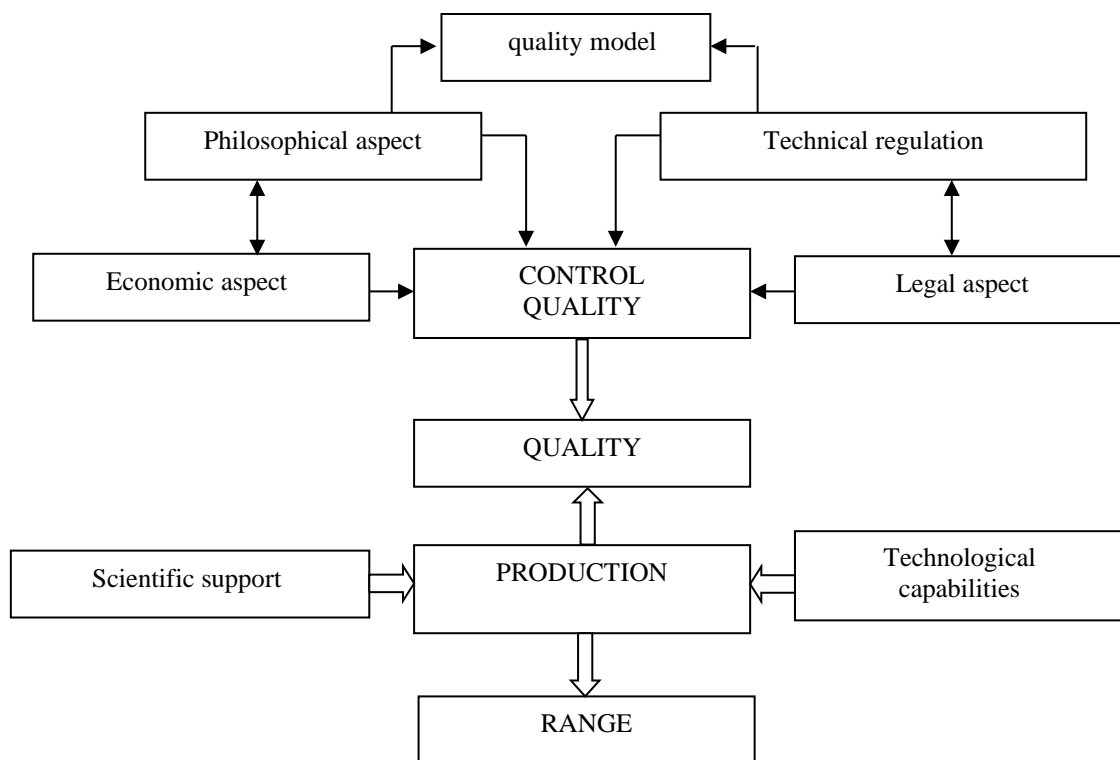 quality model
Philosophical aspect
Technical regulation
Economic aspect
CONTROL
QUALITY
Legal aspect
QUALITY
Scientific support
PRODUCTION
Technological
capabilities
RANGE